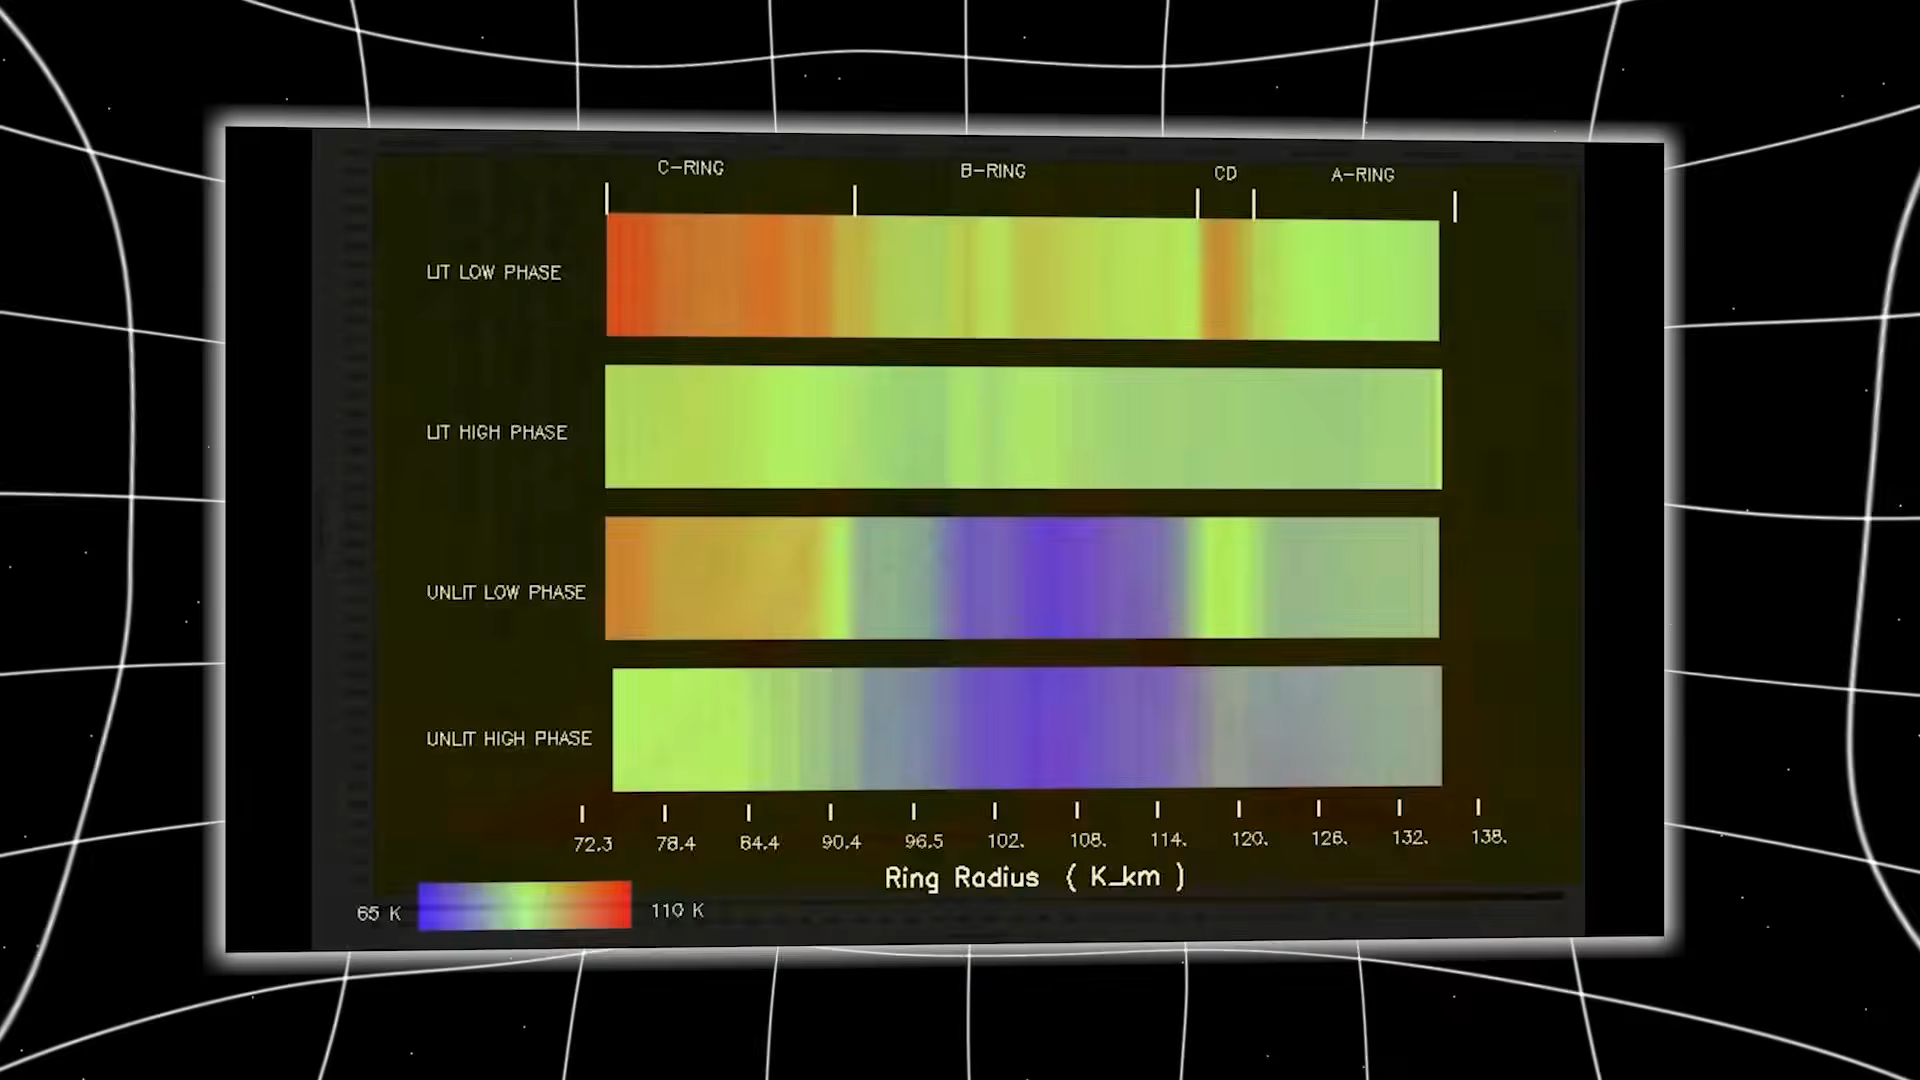 C-RING B-RING CD A-RING
LIT LOW PHASE
LIT HIGH PHASE
UNLIT LOW PHASE
UNLIT HIGH PHASE
72.3 78.4 84.4 90.4 96.5 102. 108. 114. 120. 126. 132. 138.
Ring Radius ( K_km )
65 K 110 K